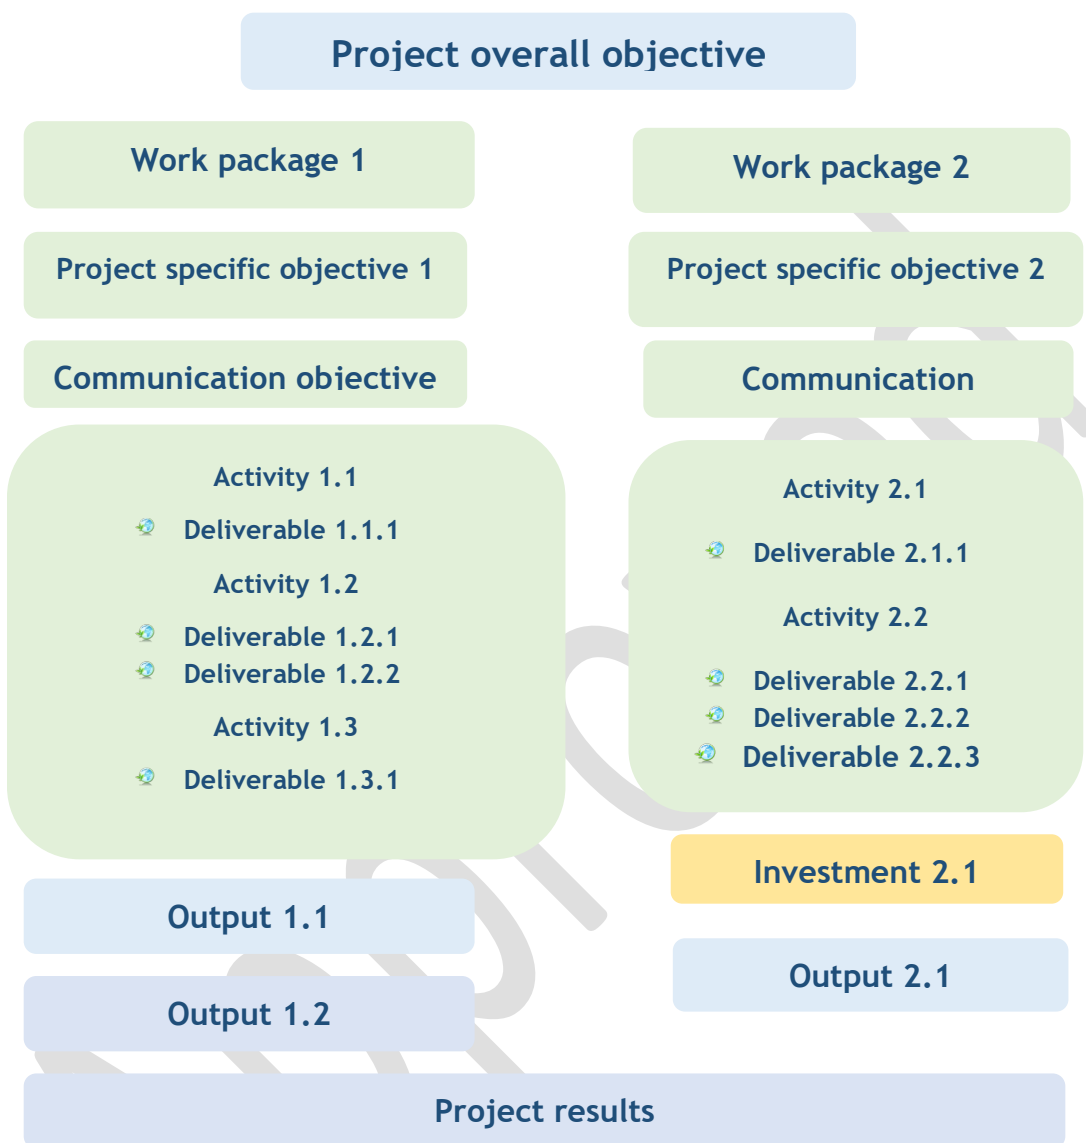 Project overall objective
Work package 1
Project specific objective 1
Communication objective
Activity 1.1
Deliverable 1.1.1
Activity 1.2
Deliverable 1.2.1
Deliverable 1.2.2
Activity 1.3
Deliverable 1.3.1
Output 1.1
Output 1.2
Work package 2
Project specific objective 2
Communication
Activity 2.1
Deliverable 2.1.1
Activity 2.2
Deliverable 2.2.1
Deliverable 2.2.2
Deliverable 2.2.3
Investment 2.1
Output 2.1
Project results